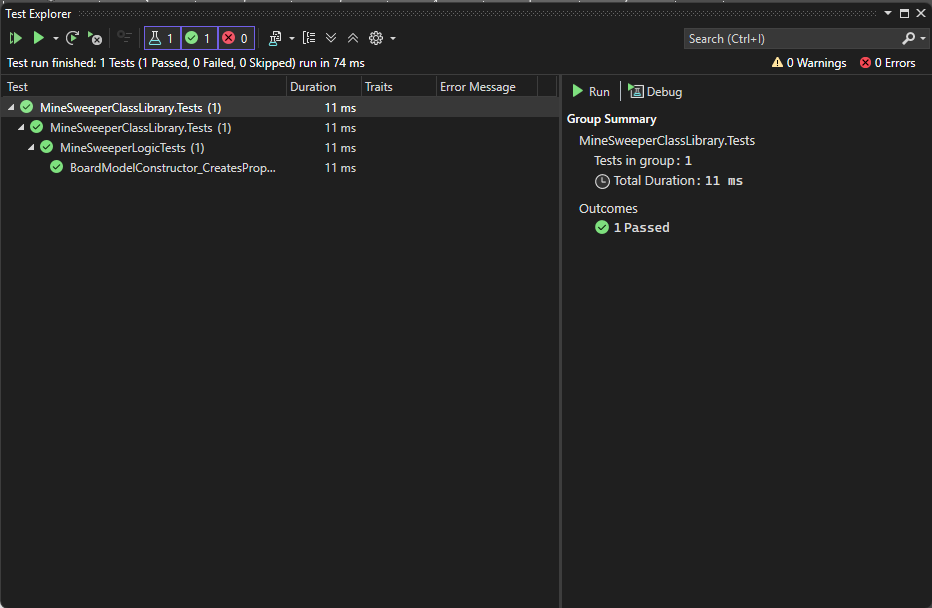 Test Explorer
1 1 0
Search (Ctrl+I)
Test run finished: 1 Tests (1 Passed, 0 Failed, 0 Skipped) run in 74 ms
0 Warnings 0 Errors
Test Duration Traits Error Message
MineSweeperClassLibrary.Tests (1) 11 ms
MineSweeperClassLibrary.Tests (1) 11 ms
MineSweeperLogicTests (1) 11 ms
BoardModelConstructor_CreatesProp... 11 ms
Run Debug
Group Summary
MineSweeperClassLibrary.Tests
Tests in group: 1
Total Duration: 11 ms
Outcomes
1 Passed